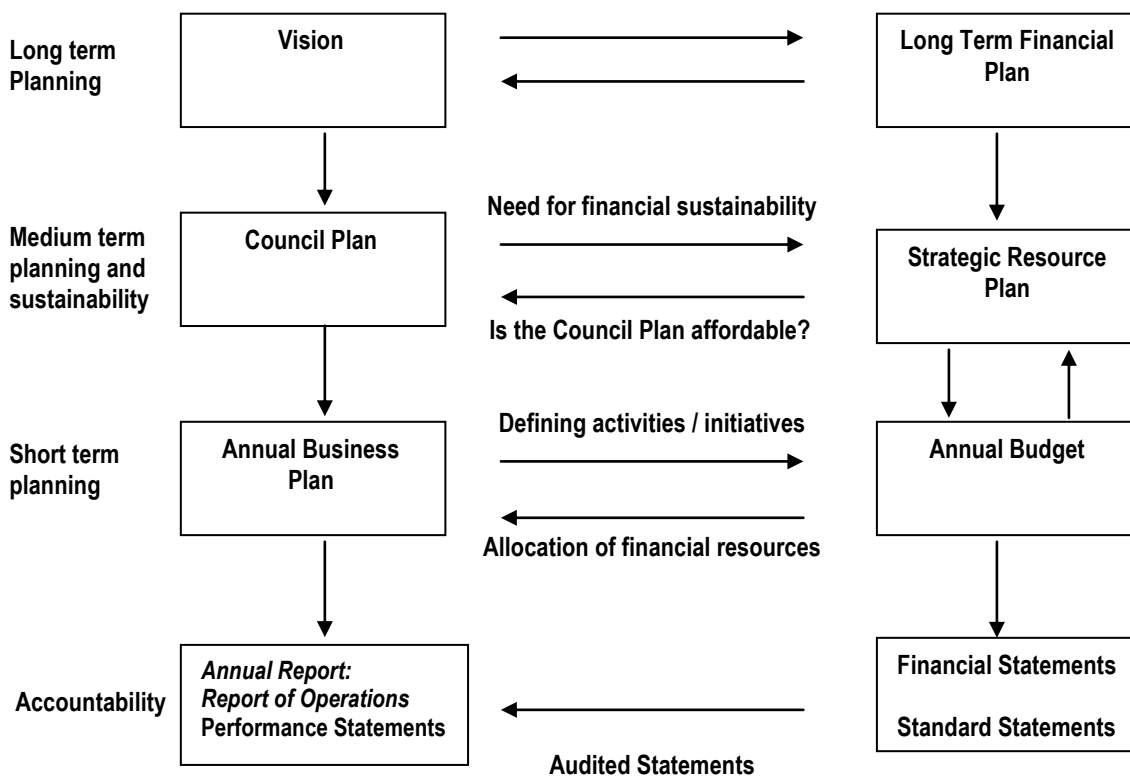 Long term
Planning
Vision
Long Term Financial
Plan
Medium term
planning and
sustainability
Council Plan
Need for financial sustainability
Is the Council Plan affordable?
Strategic Resource
Plan
Short term
planning
Annual Business
Plan
Defining activities / initiatives
Allocation of financial resources
Annual Budget
Accountability
Annual Report:
Report of Operations
Performance Statements
Audited Statements
Financial Statements
Standard Statements